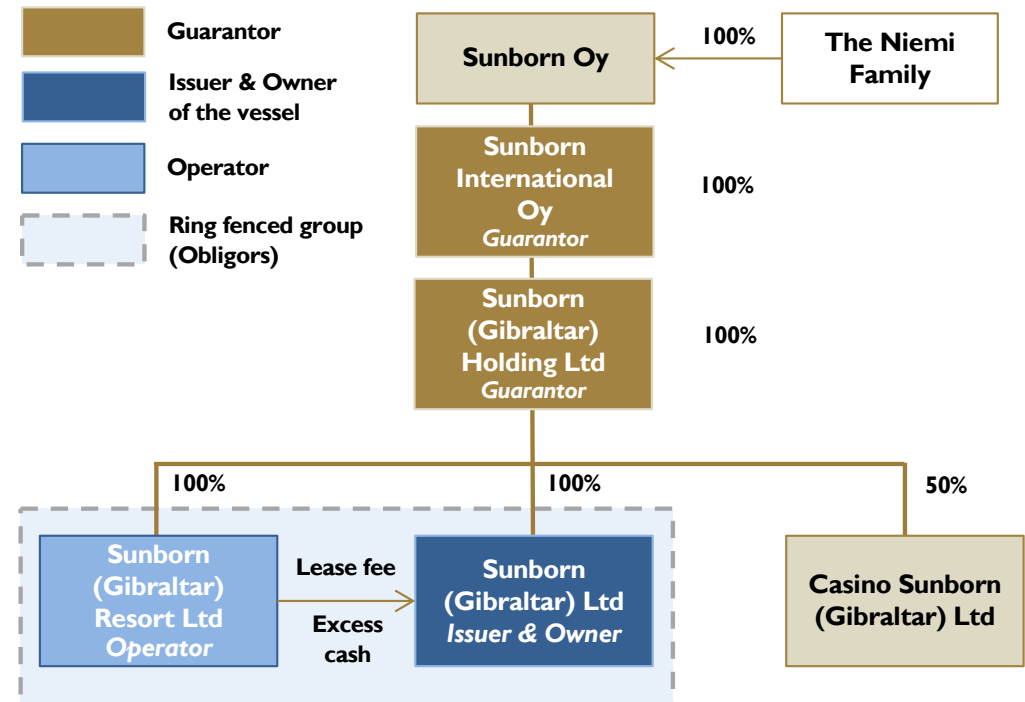 Guarantor
Issuer & Owner
of the vessel
Operator
Ring fenced group
(Obligors)
Sunborn Oy
100%
The Niemi
Family
Sunborn
International
Oy
Guarantor
100%
Sunborn
(Gibraltar)
Holding Ltd
Guarantor
100%
100%
100%
50%
Sunborn
(Gibraltar)
Resort Ltd
Operator
Lease fee
Excess
cash
Sunborn
(Gibraltar) Ltd
Issuer & Owner
Casino Sunborn
(Gibraltar) Ltd